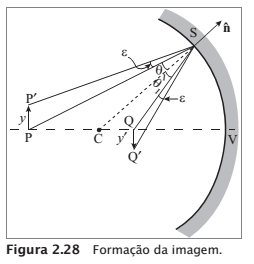 S
n̂
ε
P′
θ
θ′
ε
y
P
C
Q
y′
V
Q′
Figura 2.28 Formação da imagem.